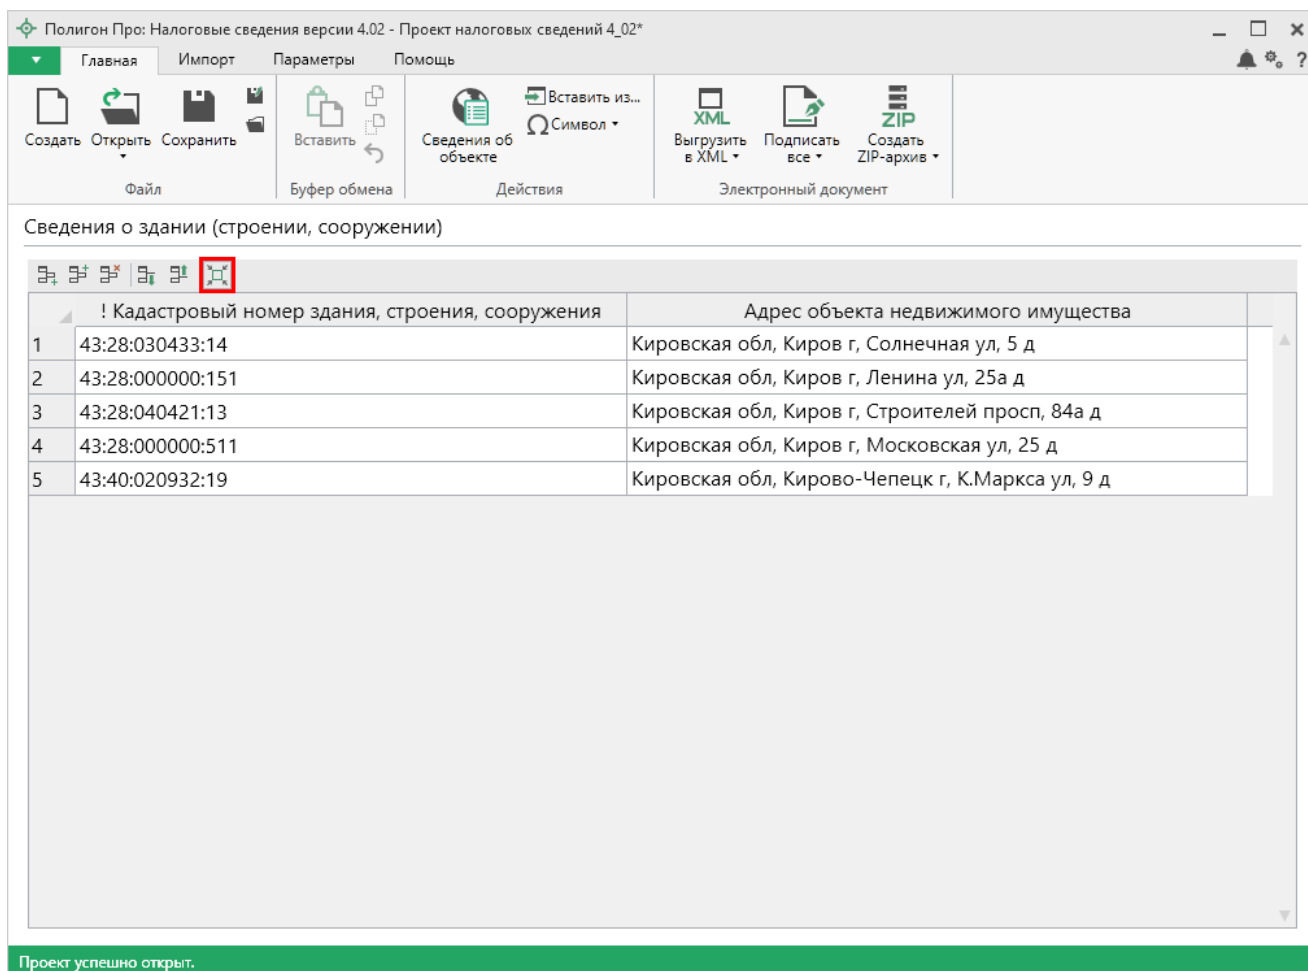 Полигон Про: Налоговые сведения версии 4.02 - Проект налоговых сведений 4_02*
Главная Импорт Параметры Помощь
?
Создать Открыть Сохранить
Файл
Вставить
Буфер обмена
Сведения об
объекте
Вставить из...
Символ
Действия
XML
Выгрузить
в XML
Подписать
все
ZIP
Создать
ZIP-архив
Электронный документ
Сведения о здании (строении, сооружении)
! Кадастровый номер здания, строения, сооружения Адрес объекта недвижимого имущества
1 43:28:030433:14 Кировская обл, Киров г, Солнечная ул, 5 д
2 43:28:000000:151 Кировская обл, Киров г, Ленина ул, 25а д
3 43:28:040421:13 Кировская обл, Киров г, Строителей просп, 84а д
4 43:28:000000:511 Кировская обл, Киров г, Московская ул, 25 д
5 43:40:020932:19 Кировская обл, Кирово-Чепецк г, К.Маркса ул, 9 д
Проект успешно открыт.